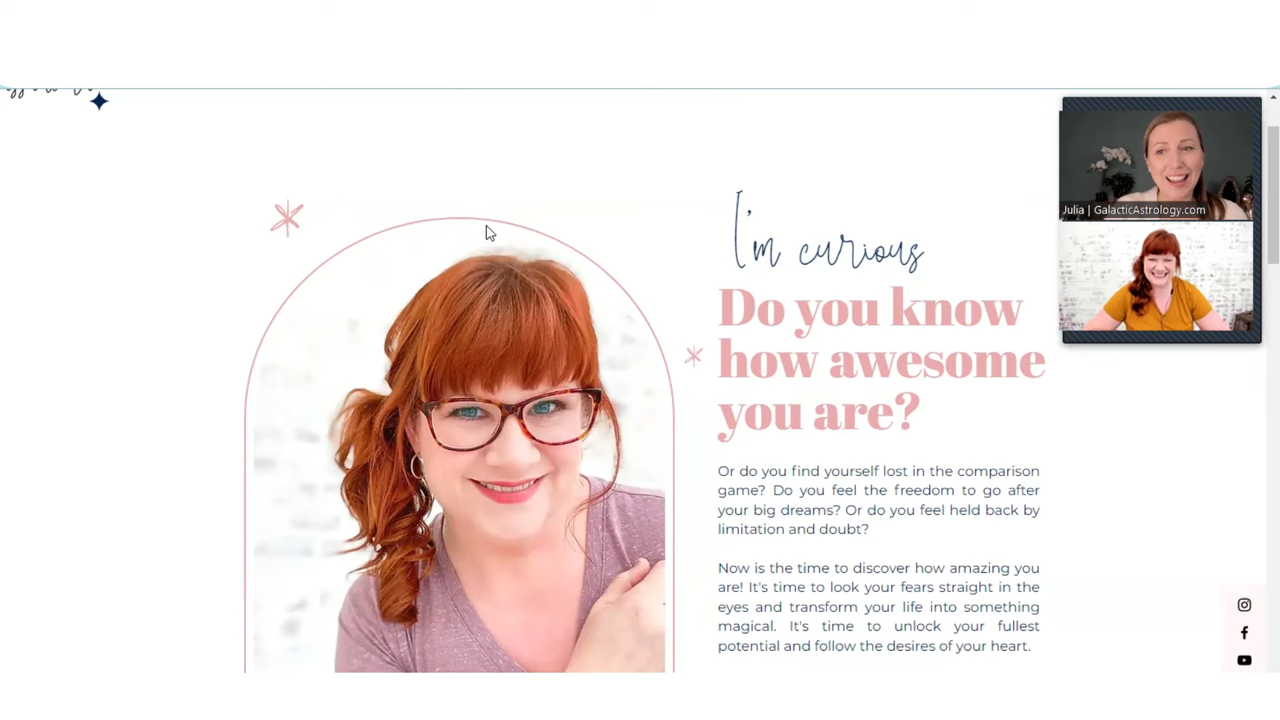 I'm curious
Do you know
how awesome
you are?
Or do you find yourself lost in the comparison
game? Do you feel the freedom to go after
your big dreams? Or do you feel held back by
limitation and doubt?
Now is the time to discover how amazing you
are! It's time to look your fears straight in the
eyes and transform your life into something
magical. It's time to unlock your fullest
potential and follow the desires of your heart.
Julia | GalacticAstrology.com